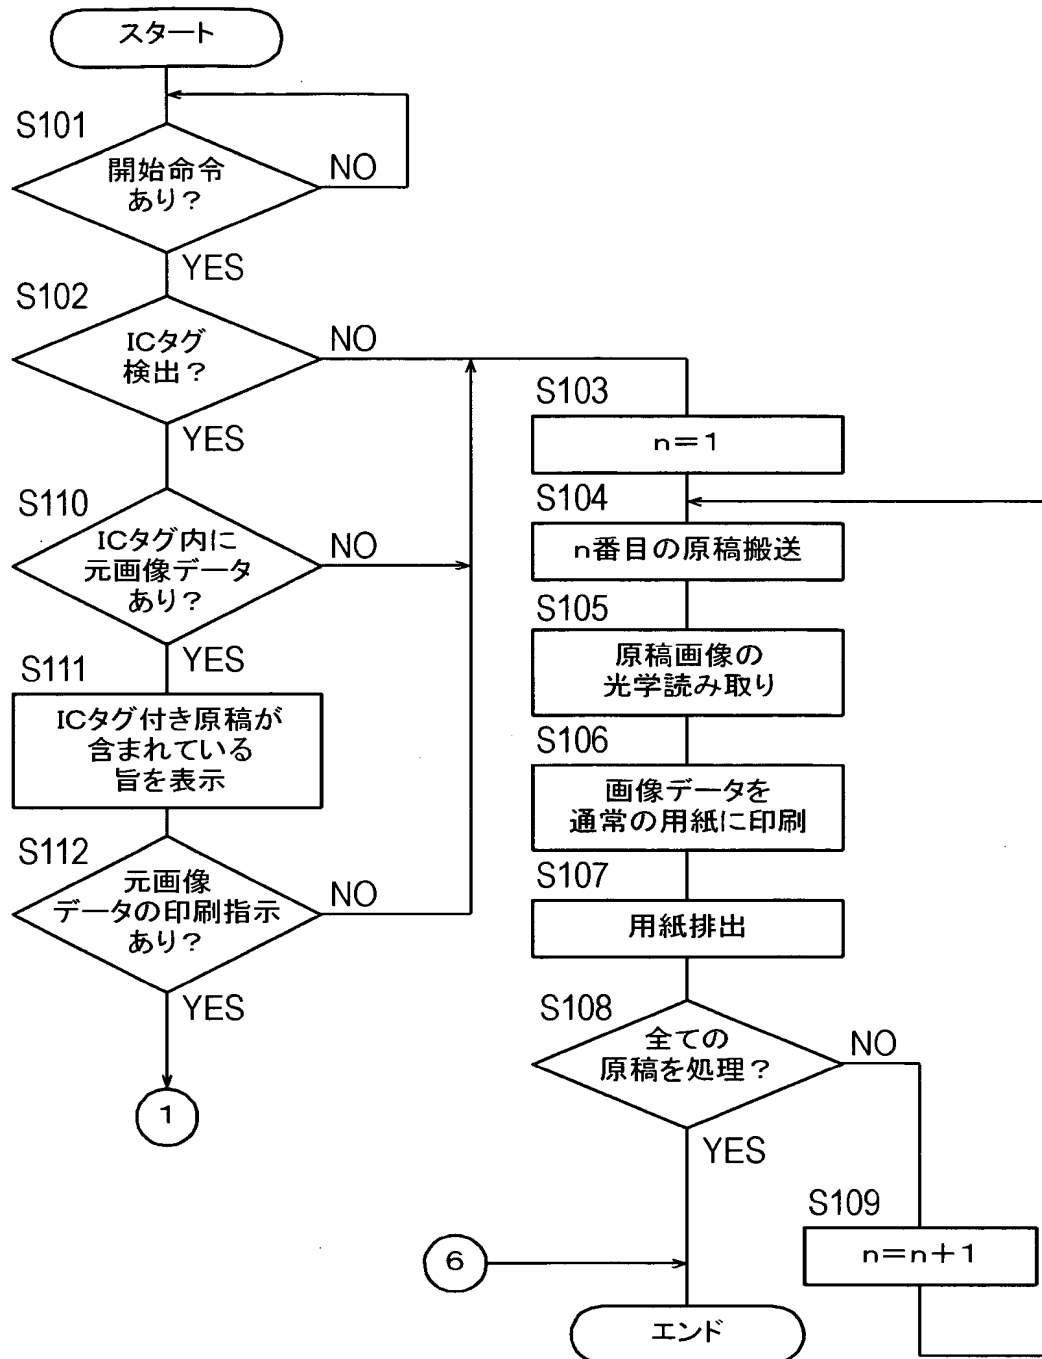 スタート
S101
開始命令
あり？
NO
YES
S102
ICタグ
検出？
NO
YES
S110
ICタグ内に
元画像データ
あり？
NO
YES
S111
ICタグ付き原稿が
含まれている
旨を表示
S112
元画像
データの印刷指示
あり？
NO
YES
1
S103
n＝1
S104
n番目の原稿搬送
S105
原稿画像の
光学読み取り
S106
画像データを
通常の用紙に印刷
S107
用紙排出
S108
全ての
原稿を処理？
NO
YES
S109
n＝n＋1
6
エンド